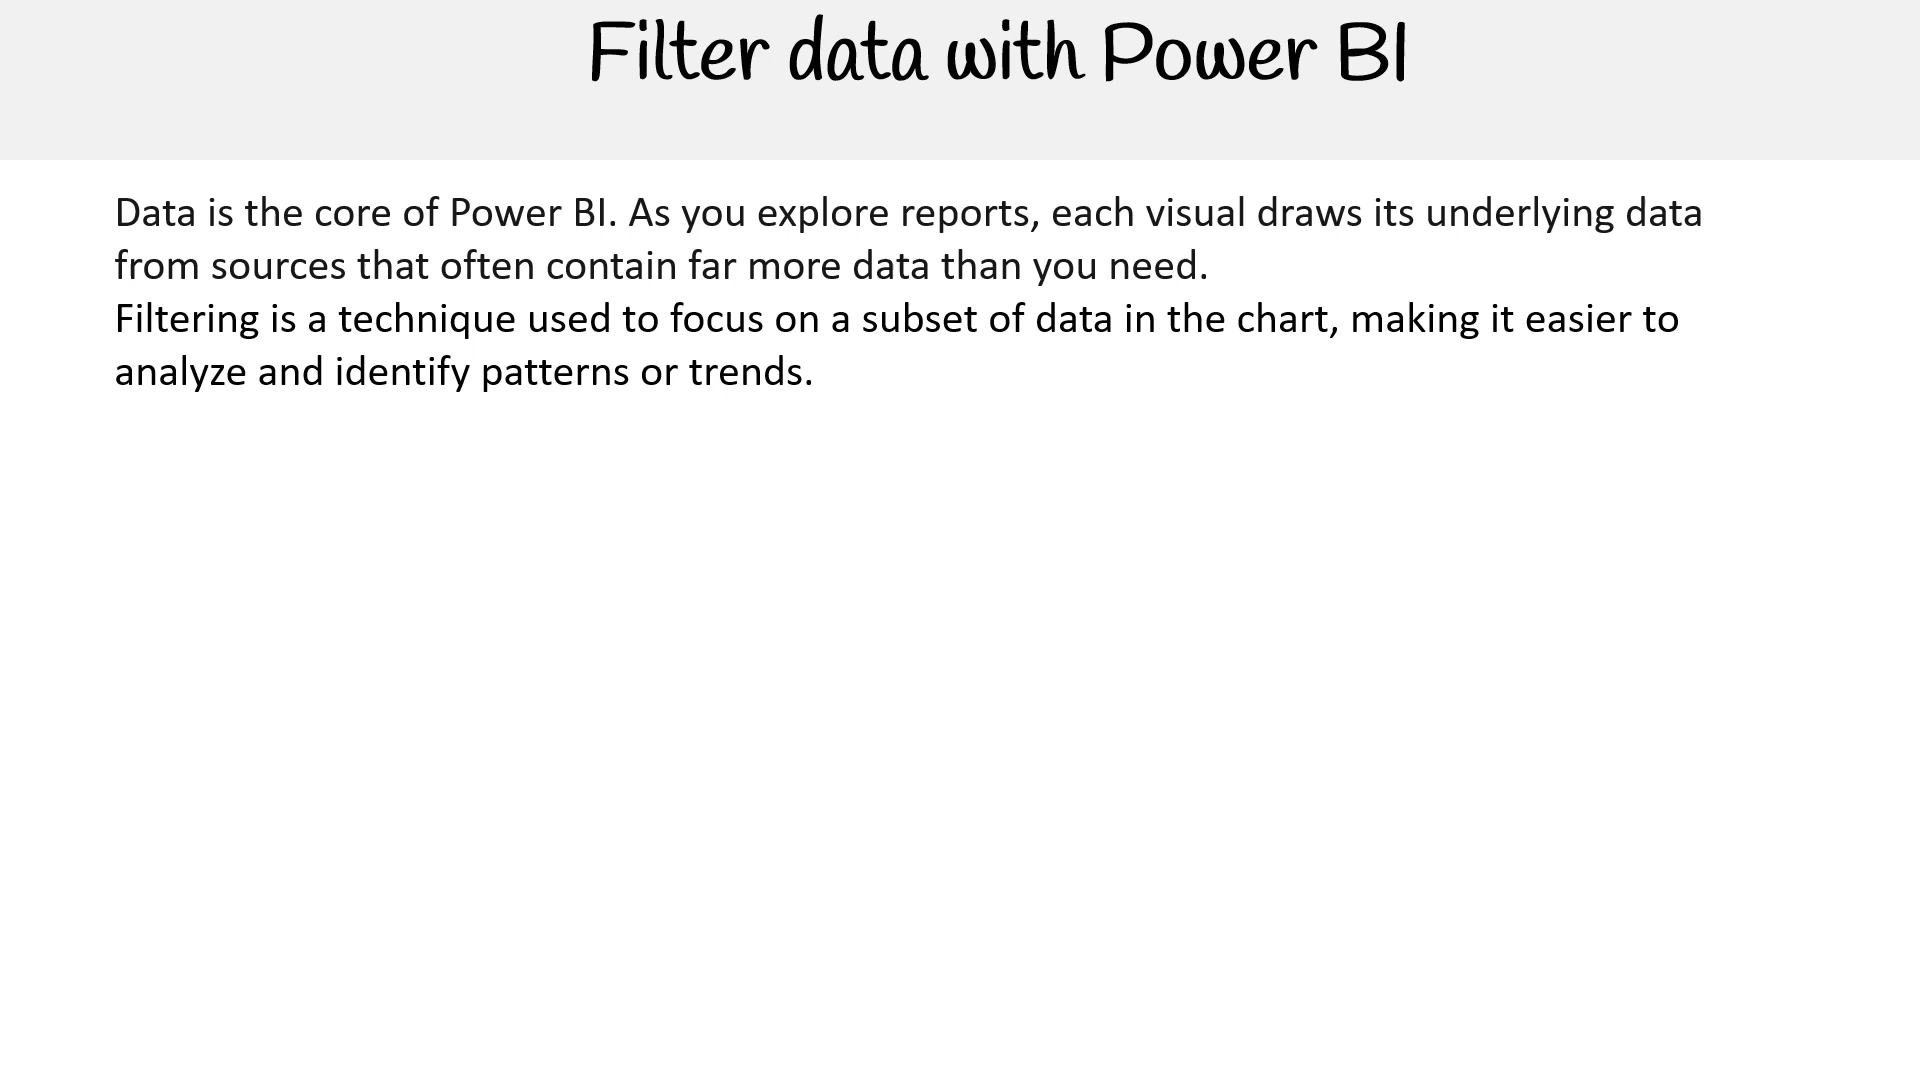 Filter data with Power BI
Data is the core of Power BI. As you explore reports, each visual draws its underlying data
from sources that often contain far more data than you need.
Filtering is a technique used to focus on a subset of data in the chart, making it easier to
analyze and identify patterns or trends.